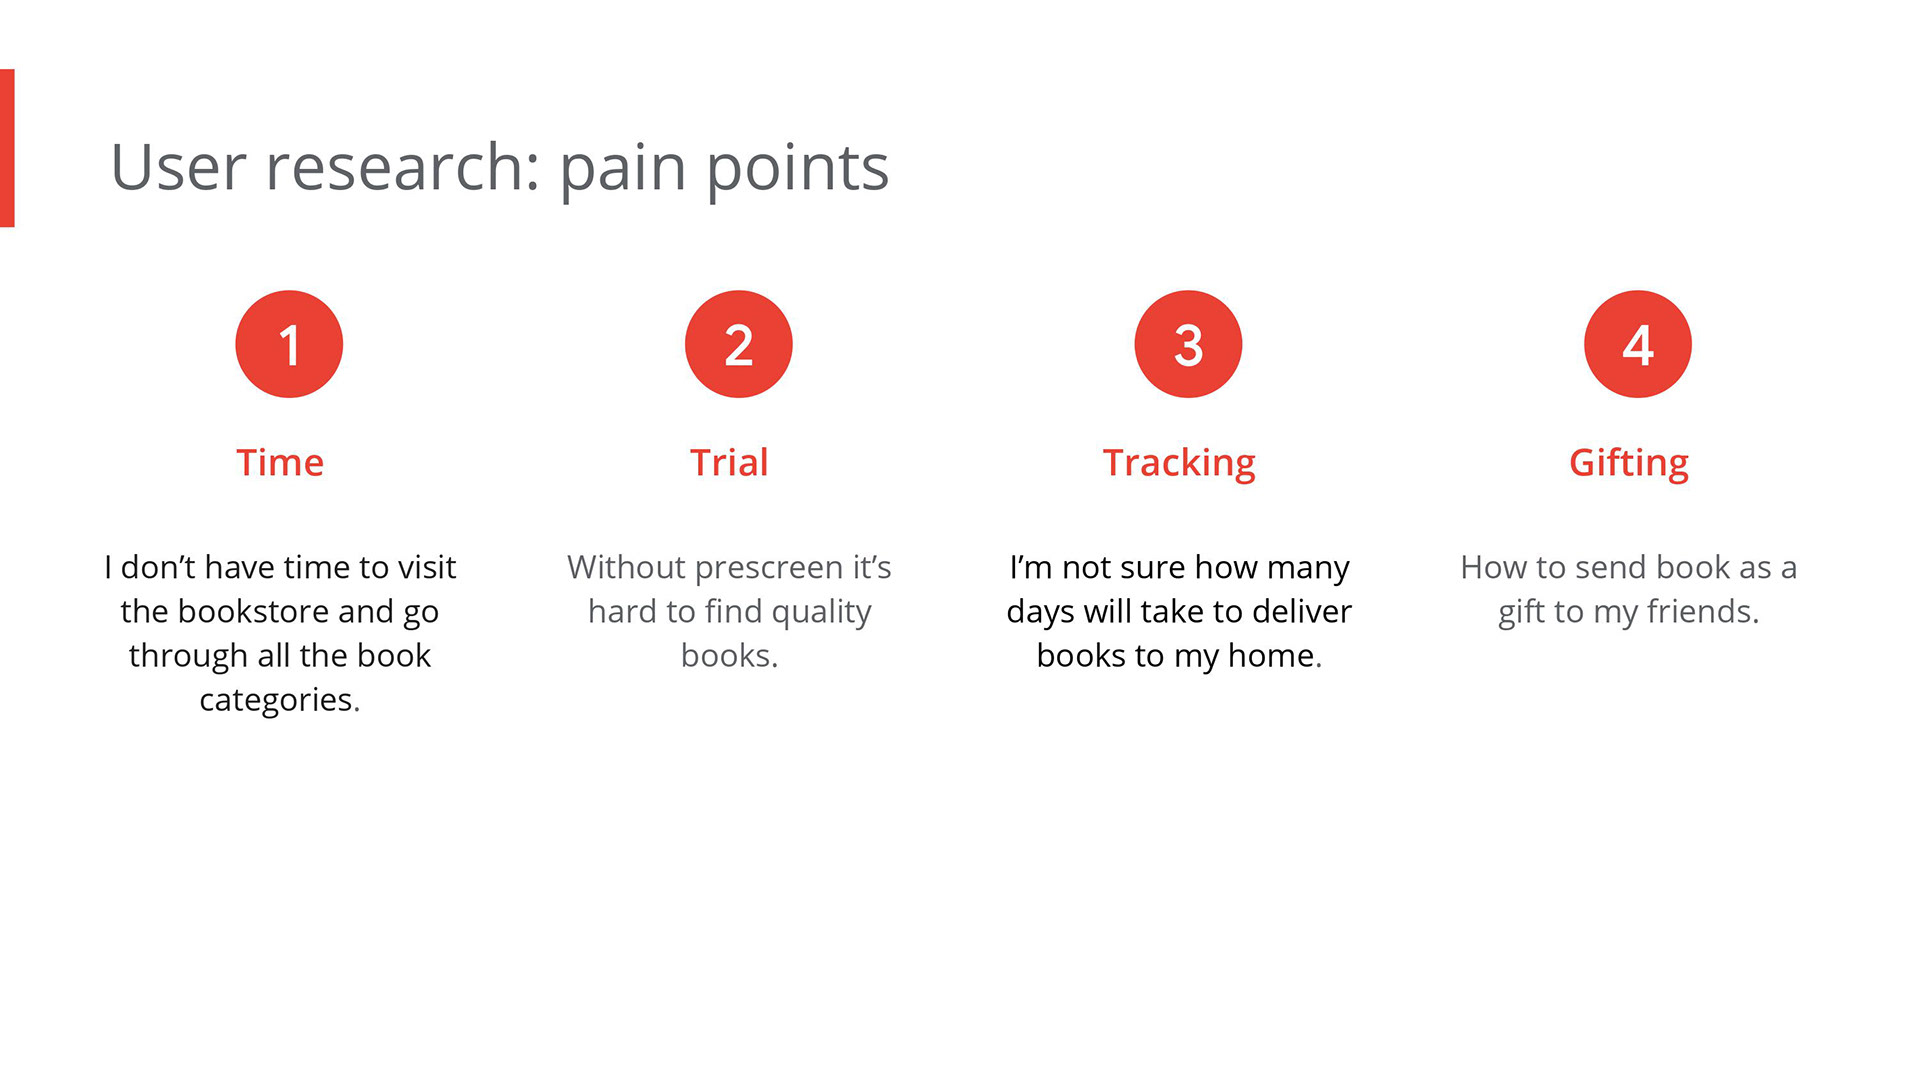 User research: pain points
1
2
3
4
Time
Trial
Tracking
Gifting
I don’t have time to visit
the bookstore and go
through all the book
categories.
Without prescreen it’s
hard to find quality
books.
I’m not sure how many
days will take to deliver
books to my home.
How to send book as a
gift to my friends.